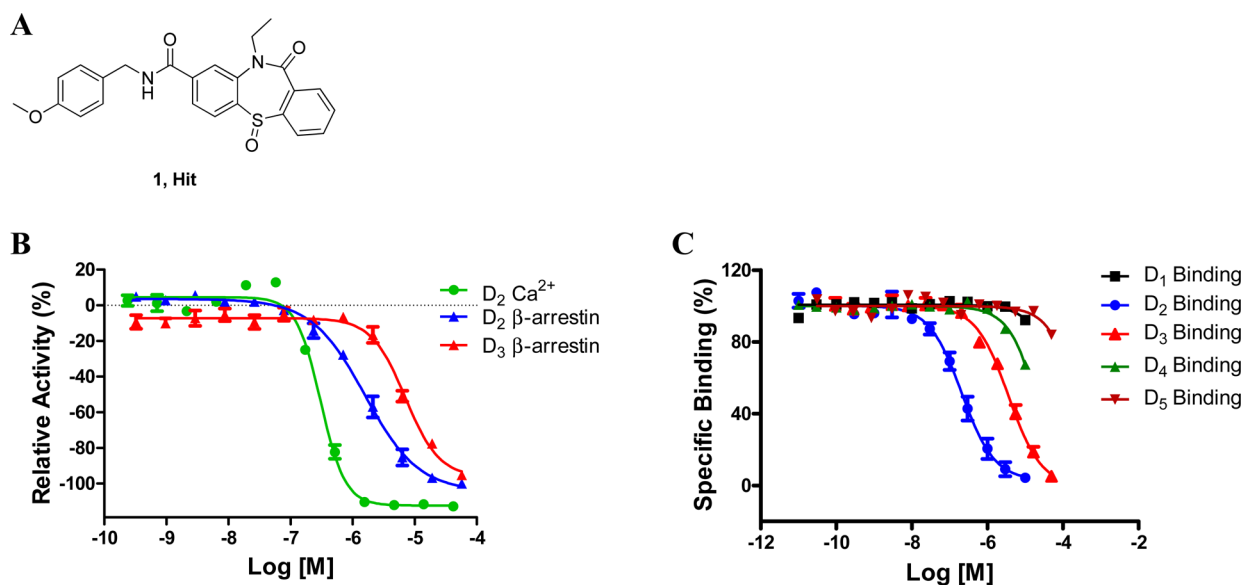 A
O
N
H
O
N
O
S
O
1, Hit
B
Relative Activity (%)
20
0
-20
-40
-60
-80
-100
-10
-9
-8
-7
-6
-5
-4
Log [M]
D2 Ca2+
D2 β-arrestin
D3 β-arrestin
C
Specific Binding (%)
120
80
40
0
-12
-10
-8
-6
-4
-2
Log [M]
D1 Binding
D2 Binding
D3 Binding
D4 Binding
D5 Binding